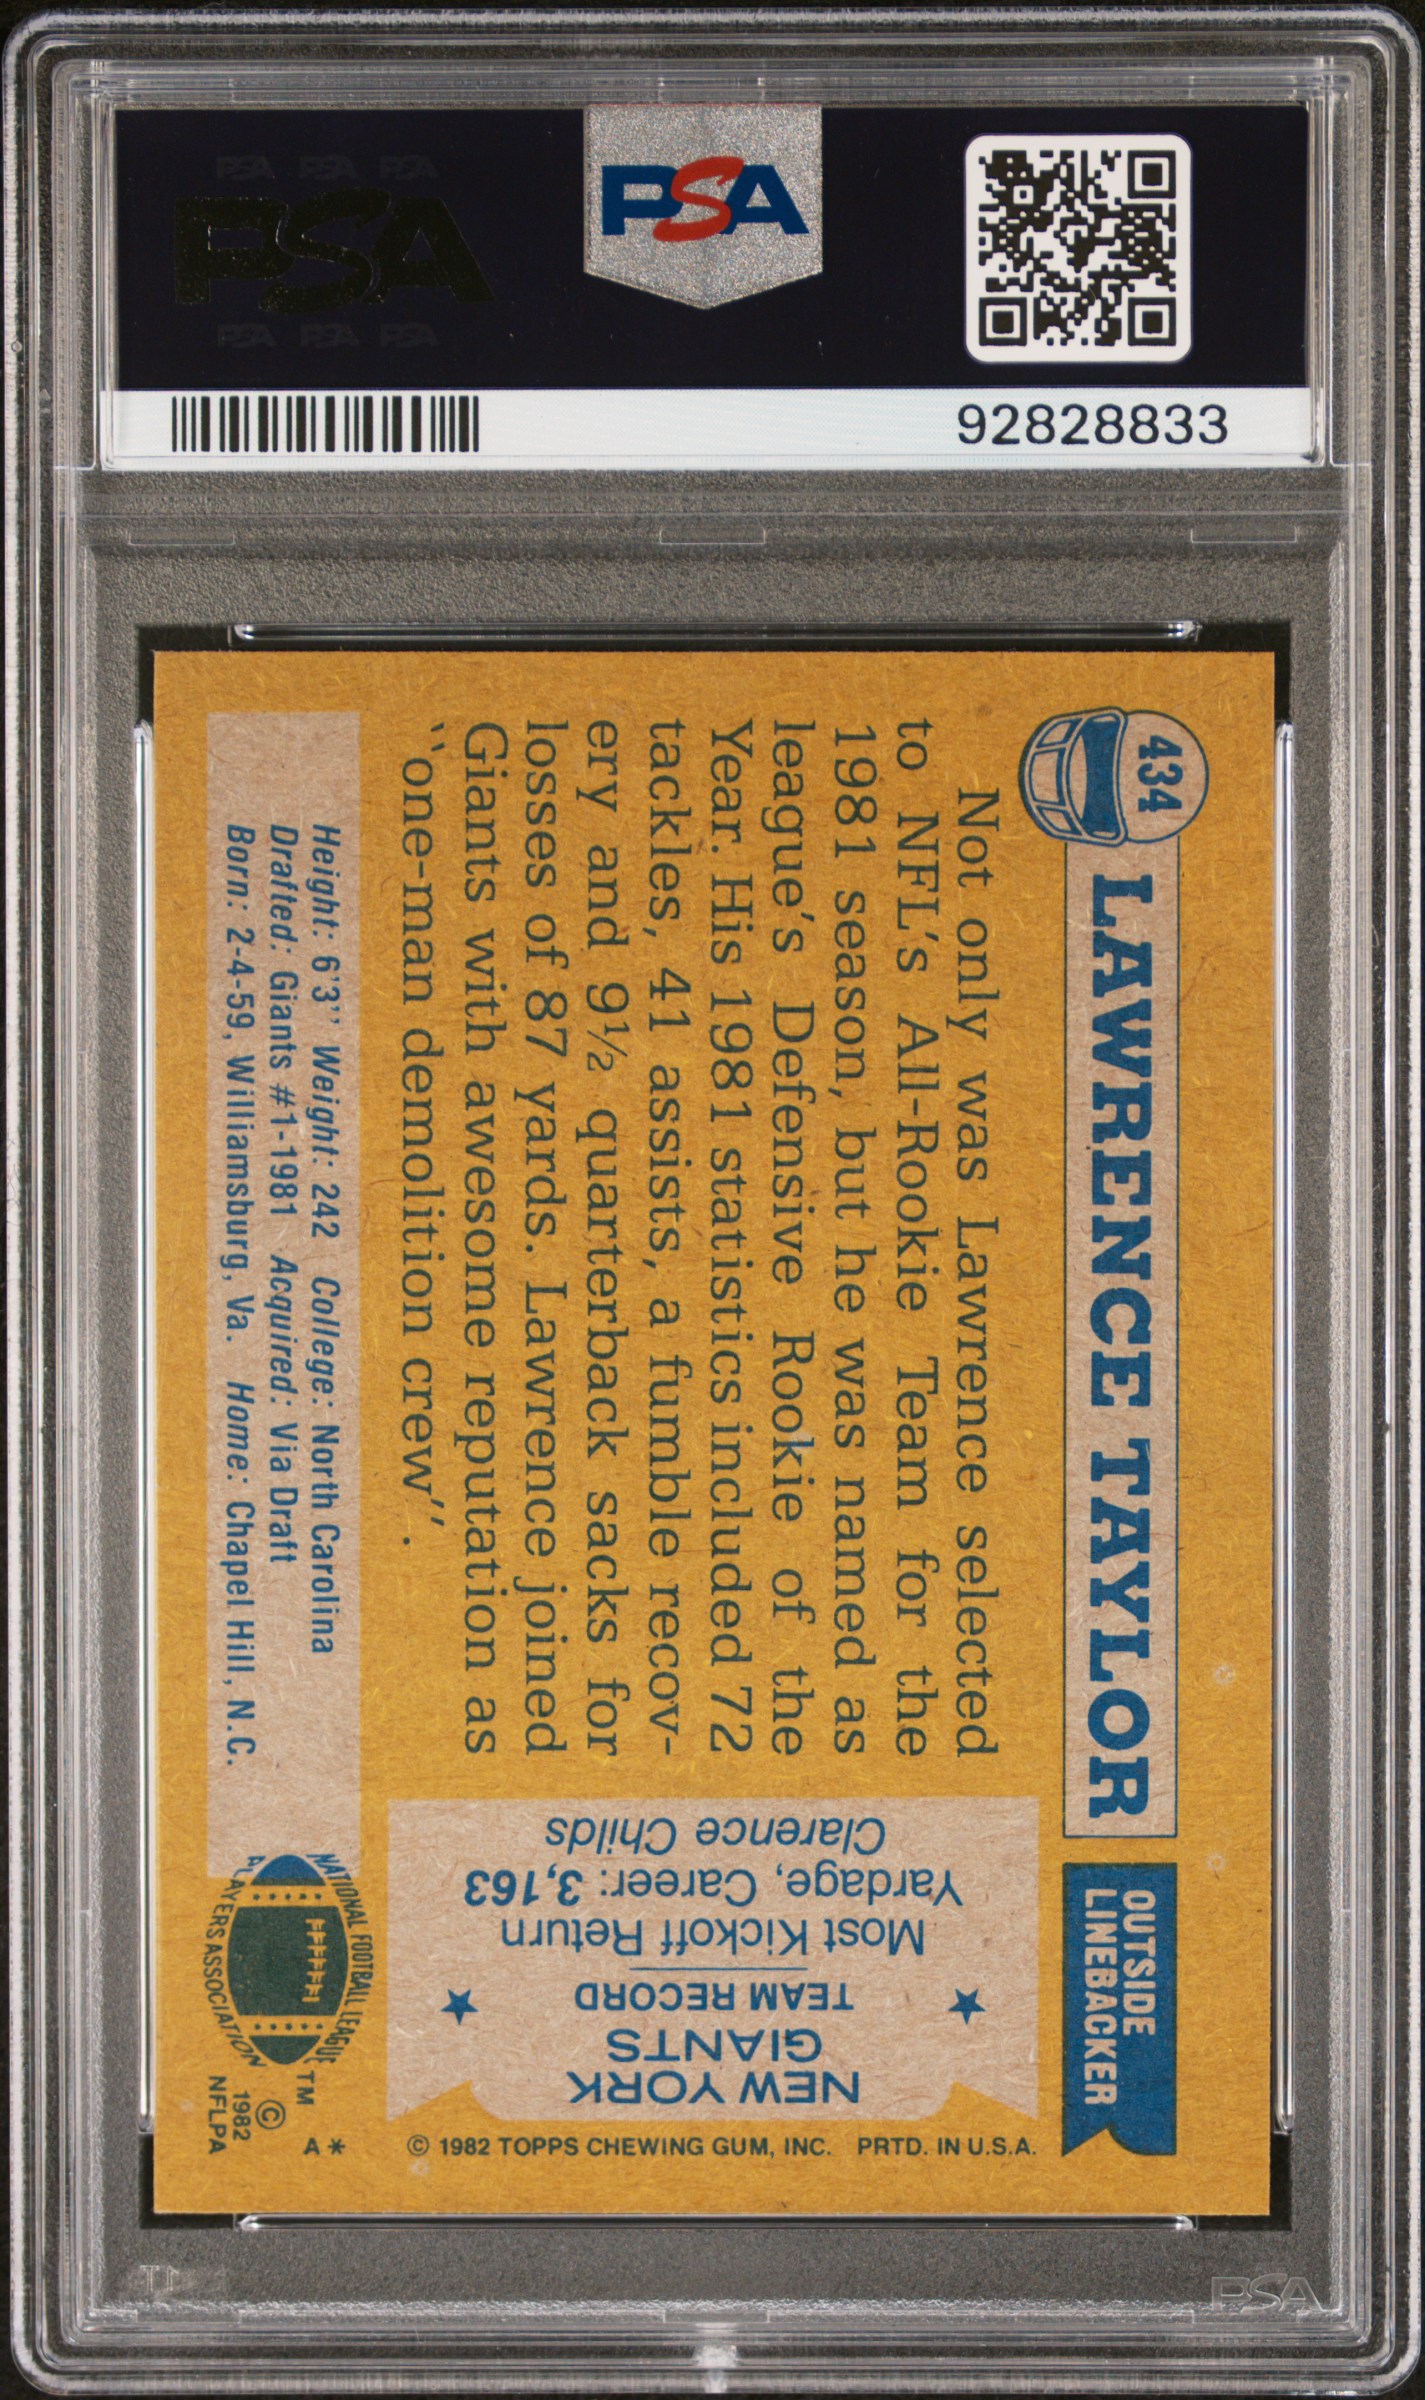 PSA PSA PSA
PSA
PSA PSA PSA
PSA
92828833
434
LAWRENCE TAYLOR
OUTSIDE
LINEBACKER
Not only was Lawrence selected
to NFL's All-Rookie Team for the
1981 season, but he was named as
league's Defensive Rookie of the
Year. His 1981 statistics included 72
tackles, 41 assists, a fumble recov-
ery and 9½ quarterback sacks for
losses of 87 yards. Lawrence joined
Giants with awesome reputation as
‘‘one-man demolition crew’’.
NEW YORK
GIANTS
TEAM RECORD
Most Kickoff Return
Yardage, Career: 3,163
Clarence Childs
Height: 6'3'' Weight: 242 College: North Carolina
Drafted: Giants #1-1981 Acquired: Via Draft
Born: 2-4-59, Williamsburg, Va. Home: Chapel Hill, N.C.
NATIONAL FOOTBALL LEAGUE
PLAYERS ASSOCIATION
TM
©
1982
NFLPA
A*
© 1982 TOPPS CHEWING GUM, INC. PRTD. IN U.S.A.
PSA